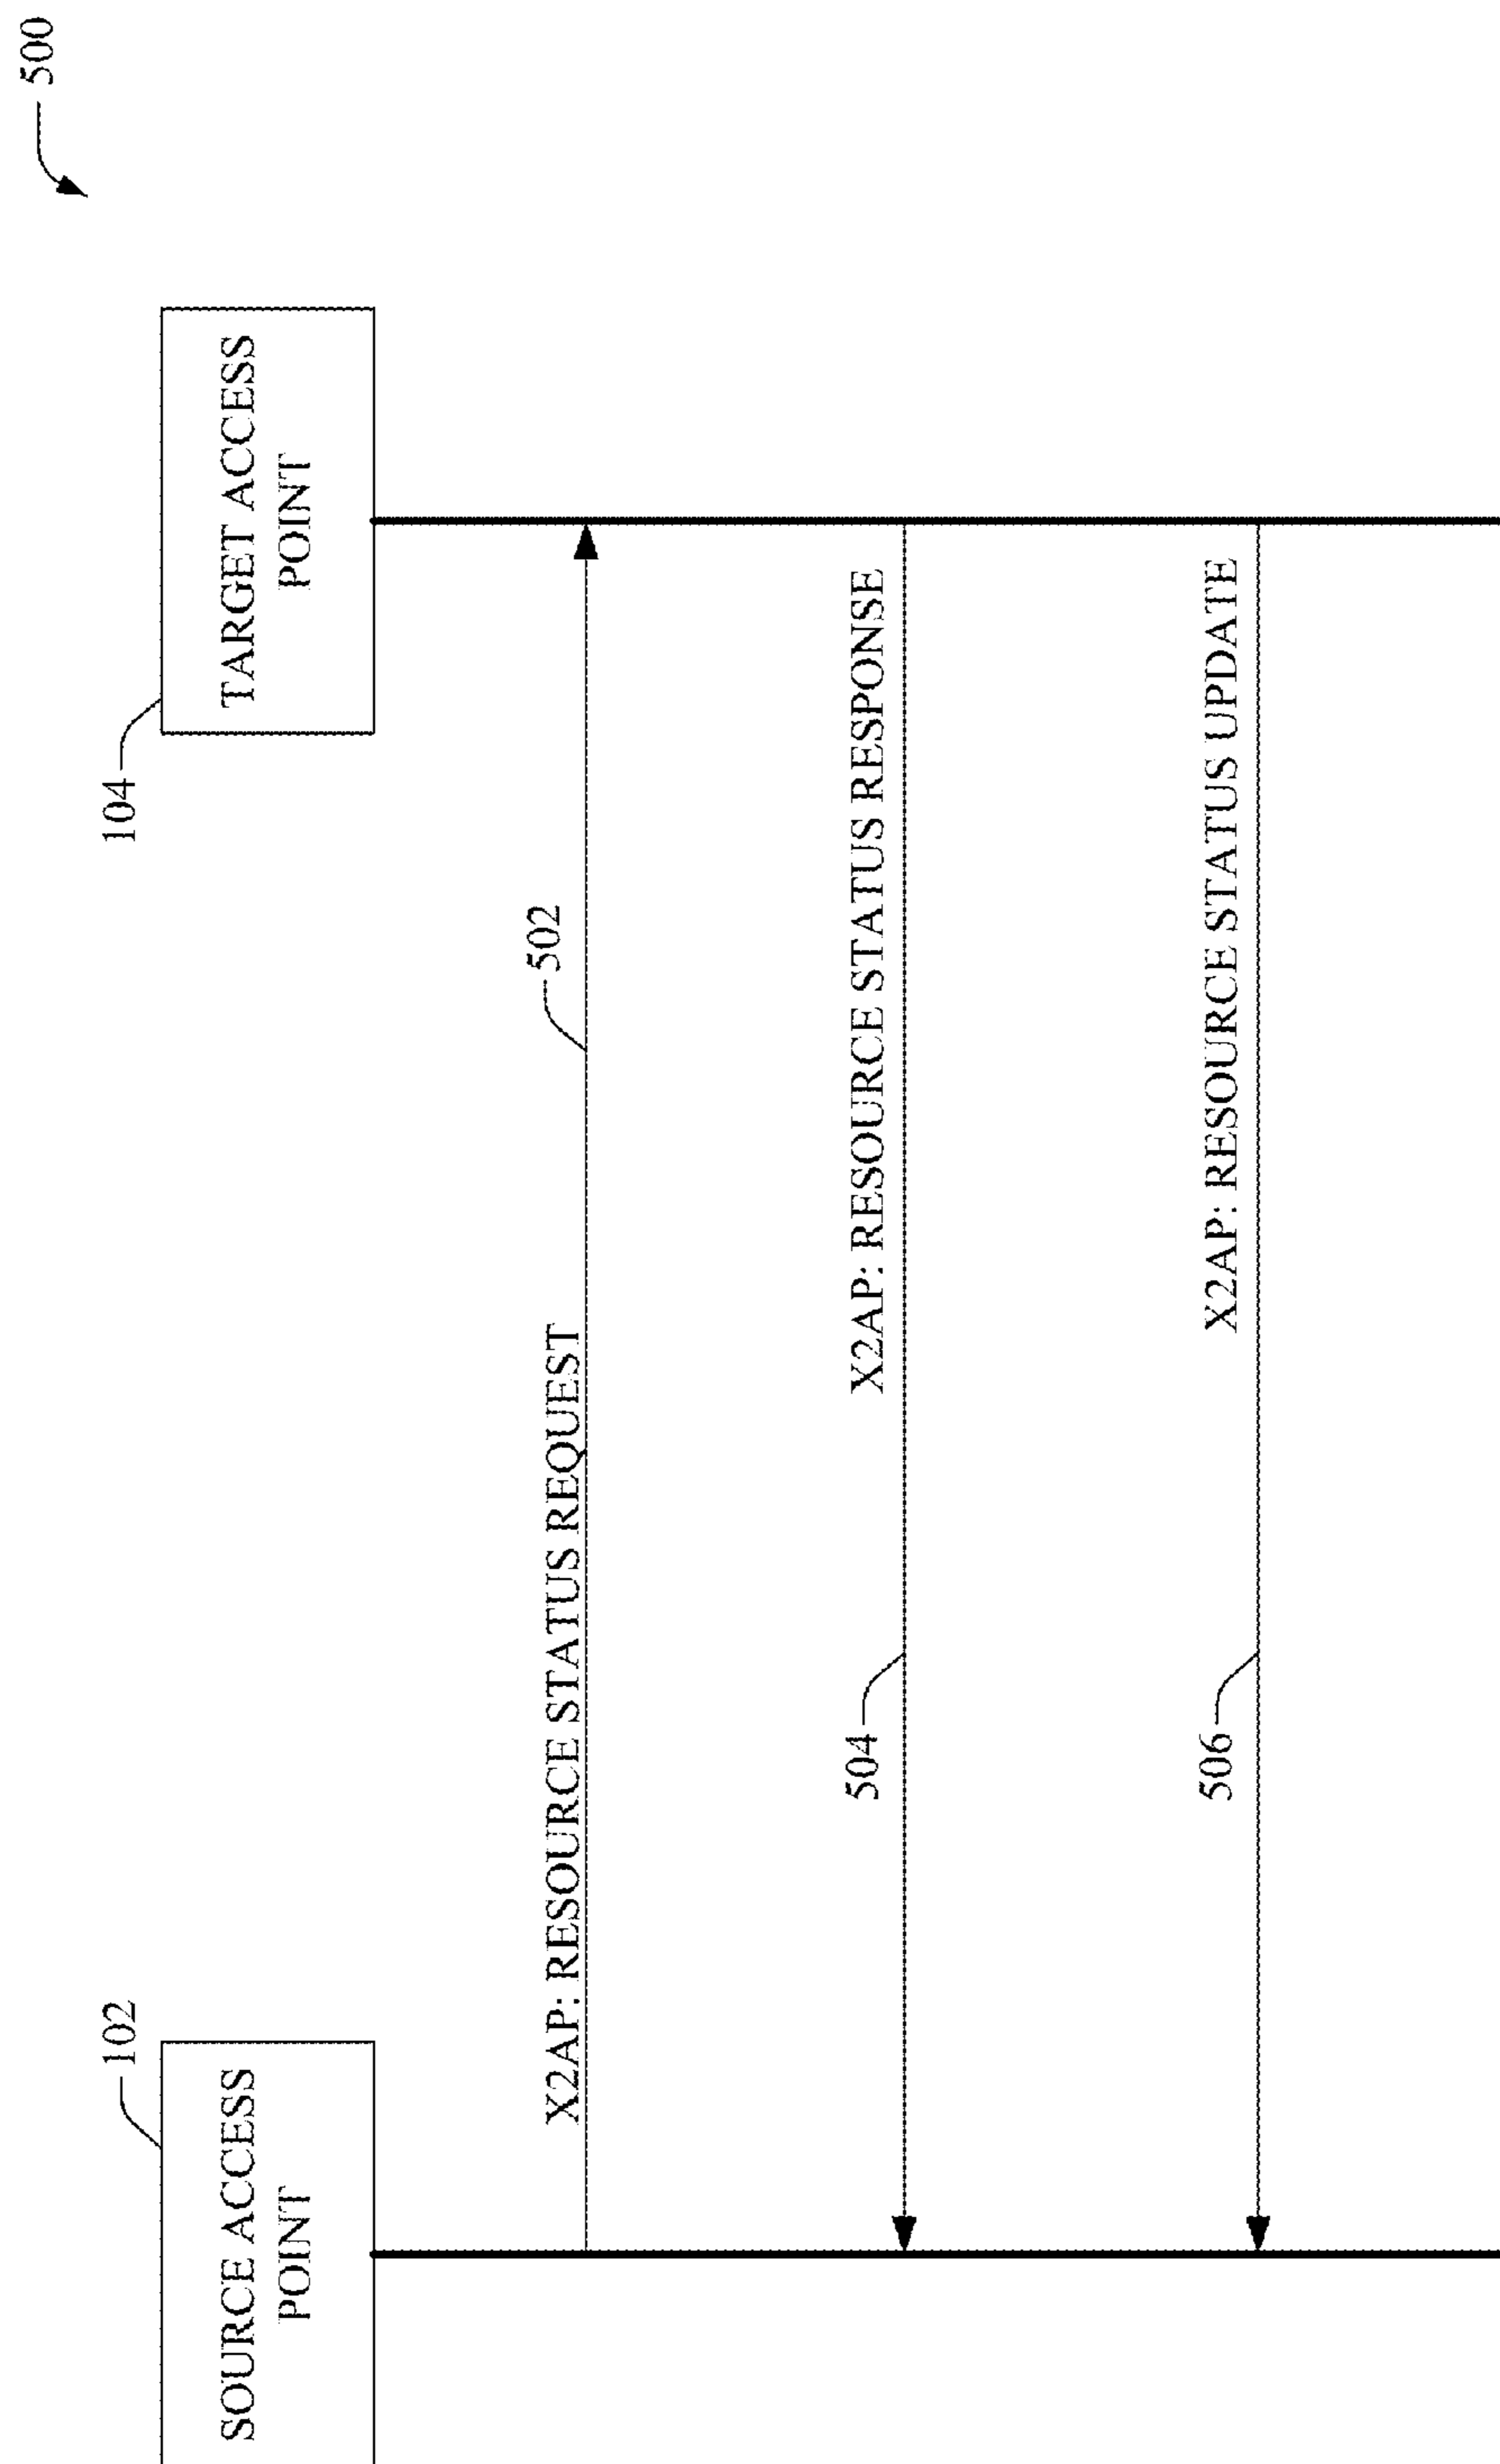 500
102
SOURCE ACCESS
POINT
104
TARGET ACCESS
POINT
X2AP: RESOURCE STATUS REQUEST
502
504
X2AP: RESOURCE STATUS RESPONSE
506
X2AP: RESOURCE STATUS UPDATE